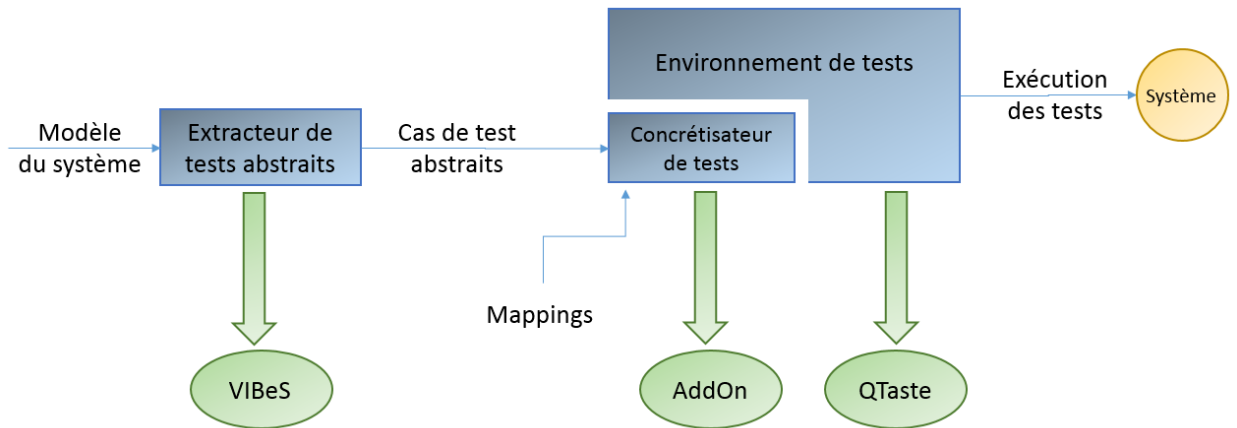 Modèle
du système
Extracteur de
tests abstraits
Cas de test
abstraits
Environnement de tests
Concrétisateur
de tests
Exécution
des tests
Système
Mappings
VIBeS
AddOn
QTaste